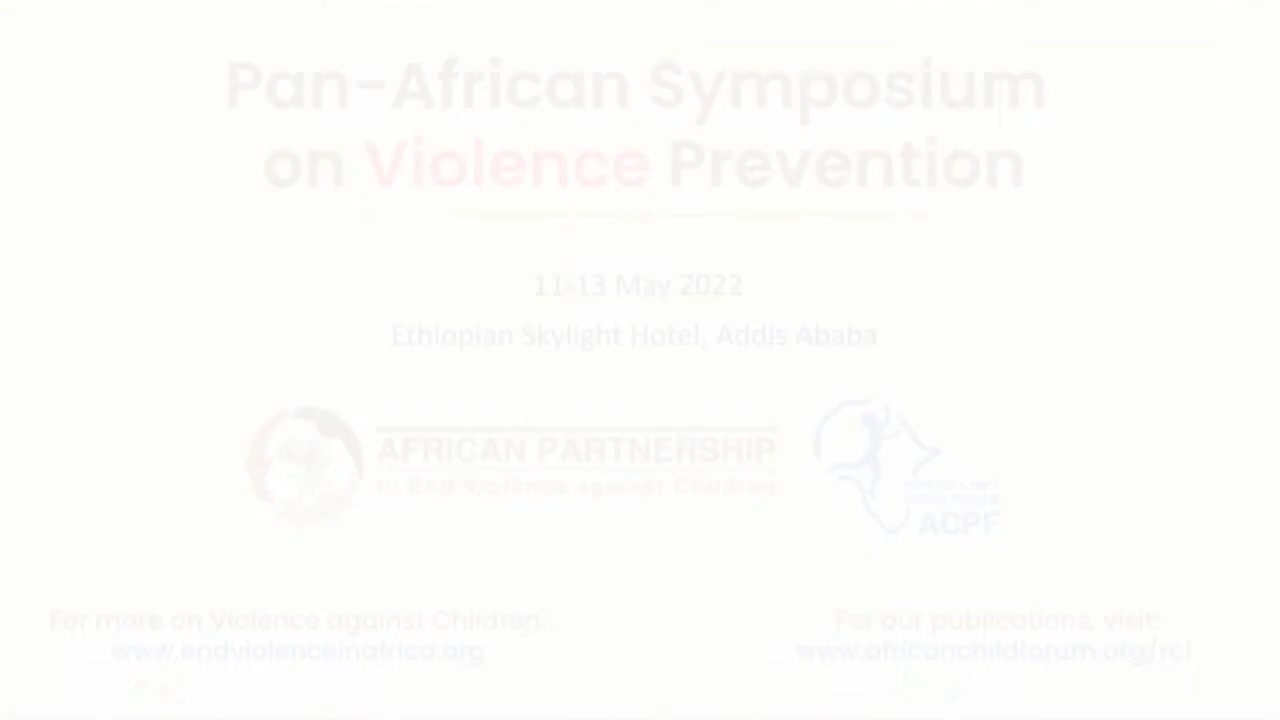 Pan-African Symposium
on Violence Prevention
11-13 May 2022
Ethiopian Skylight Hotel, Addis Ababa
AFRICAN PARTNERSHIP
to End Violence against Children
ACPF
For more on Violence against Children,
www.endviolenceinafrica.org
For our publications, visit:
www.africanchildforum.org/rcl